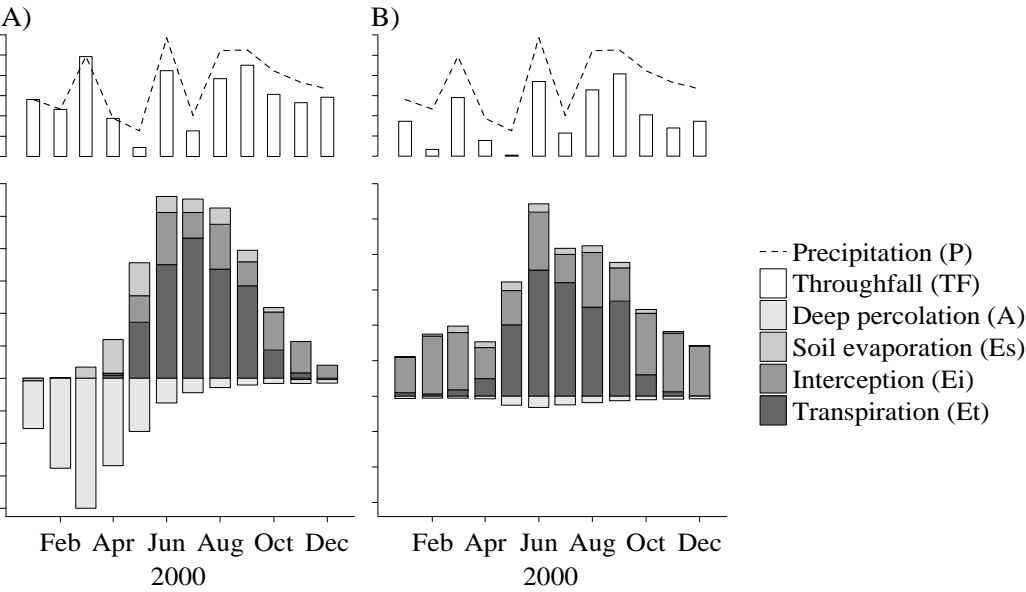 A)
B)
Precipitation (P)
Throughfall (TF)
Deep percolation (A)
Soil evaporation (Es)
Interception (Ei)
Transpiration (Et)
Feb Apr Jun Aug Oct Dec
2000
Feb Apr Jun Aug Oct Dec
2000